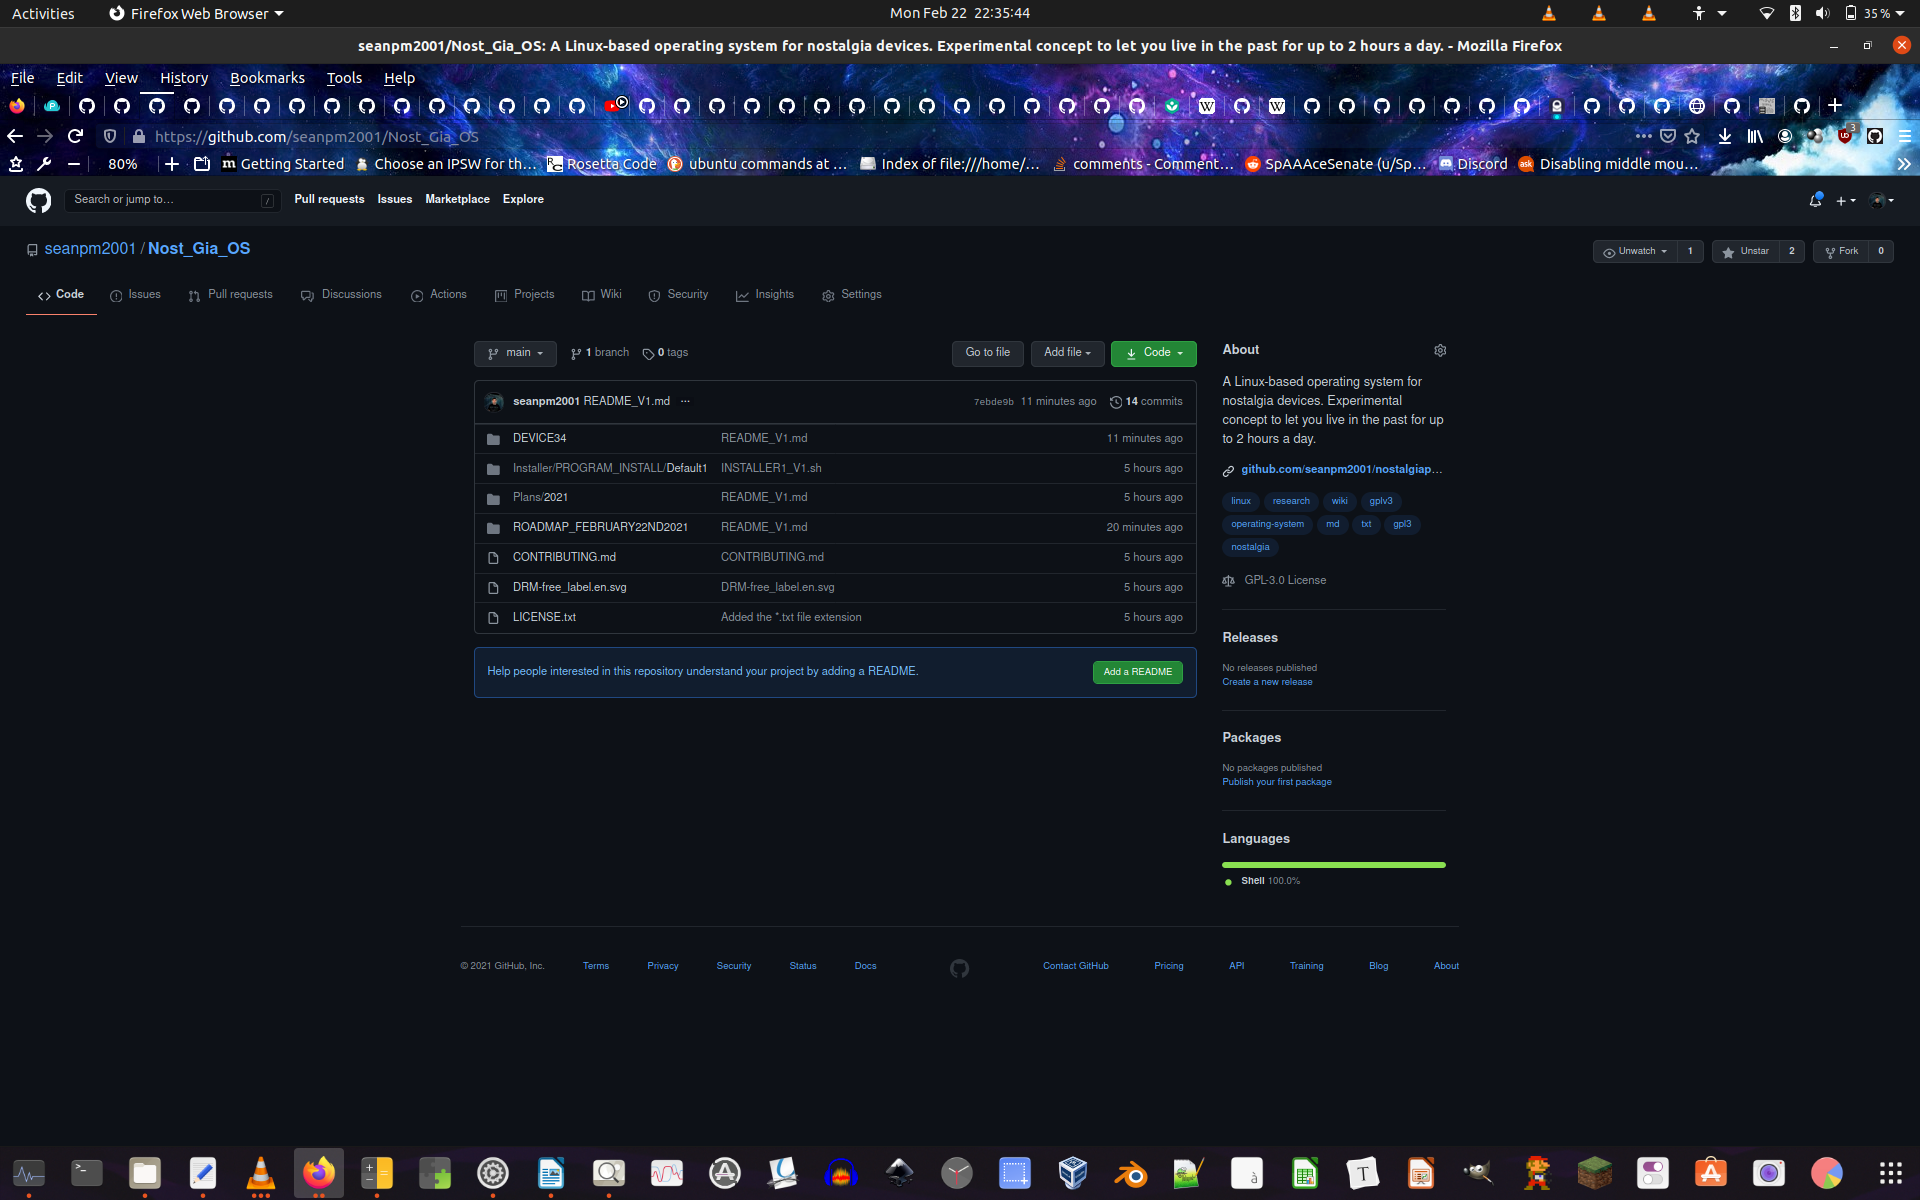 Activities Firefox Web Browser Mon Feb 22 22:35:44 35 %
seanpm2001/Nost_Gia_OS: A Linux-based operating system for nostalgia devices. Experimental concept to let you live in the past for up to 2 hours a day. - Mozilla Firefox
File Edit View History Bookmarks Tools Help
https://github.com/seanpm2001/Nost_Gia_OS 3
80% Getting Started Choose an IPSW for th… Rosetta Code ubuntu commands at … Index of file:///home/… comments - Comment… SpAAAceSenate (u/Sp… Discord Disabling middle mou…
Search or jump to… / Pull requests Issues Marketplace Explore
seanpm2001 / Nost_Gia_OS Unwatch 1 Unstar 2 Fork 0
Code Issues Pull requests Discussions Actions Projects Wiki Security Insights Settings
main 1 branch 0 tags Go to file Add file Code
seanpm2001 README_V1.md ··· 7ebde9b 11 minutes ago 14 commits
DEVICE34 README_V1.md 11 minutes ago
Installer/PROGRAM_INSTALL/Default1 INSTALLER1_V1.sh 5 hours ago
Plans/2021 README_V1.md 5 hours ago
ROADMAP_FEBRUARY22ND2021 README_V1.md 20 minutes ago
CONTRIBUTING.md CONTRIBUTING.md 5 hours ago
DRM-free_label.en.svg DRM-free_label.en.svg 5 hours ago
LICENSE.txt Added the *.txt file extension 5 hours ago
Help people interested in this repository understand your project by adding a README. Add a README
About
A Linux-based operating system for
nostalgia devices. Experimental
concept to let you live in the past for up
to 2 hours a day.
github.com/seanpm2001/nostalgiap…
linux research wiki gplv3
operating-system md txt gpl3
nostalgia
GPL-3.0 License
Releases
No releases published
Create a new release
Packages
No packages published
Publish your first package
Languages
Shell 100.0%
© 2021 GitHub, Inc. Terms Privacy Security Status Docs Contact GitHub Pricing API Training Blog About